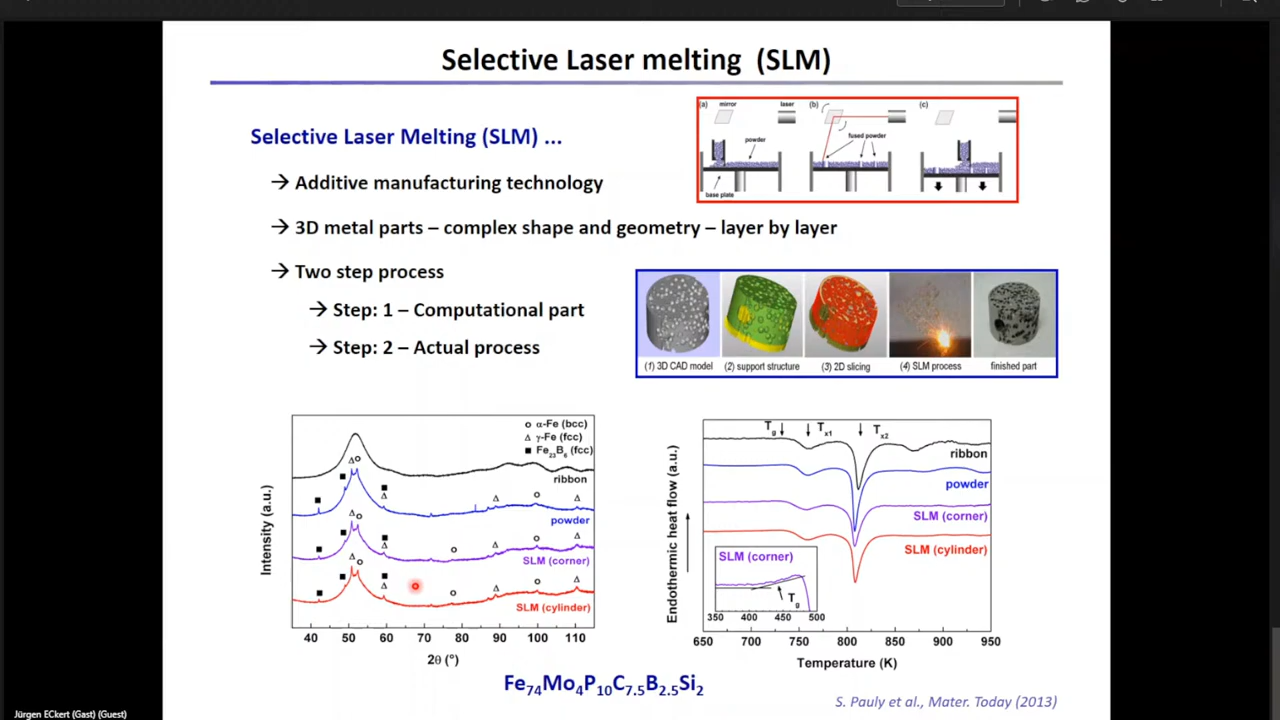 Selective Laser melting (SLM)
Selective Laser Melting (SLM) ...
→ Additive manufacturing technology
→ 3D metal parts – complex shape and geometry – layer by layer
→ Two step process
→ Step: 1 – Computational part
→ Step: 2 – Actual process
(a) mirror laser (b) (c)
powder fused powder
base plate
(1) 3D CAD model (2) support structure (3) 2D slicing (4) SLM process finished part
Intensity (a.u.)
○ α-Fe (bcc)
△ γ-Fe (fcc)
■ Fe23B6 (fcc)
ribbon
powder
SLM (corner)
SLM (cylinder)
40 50 60 70 80 90 100 110
2θ (°)
Endothermic heat flow (a.u.)
Tg Tx1 Tx2
ribbon
powder
SLM (corner)
SLM (cylinder)
SLM (corner)
Tg
350 400 450 500
650 700 750 800 850 900 950
Temperature (K)
Fe74Mo4P10C7.5B2.5Si2
S. Pauly et al., Mater. Today (2013)
Jürgen ECkert (Gast) (Guest)